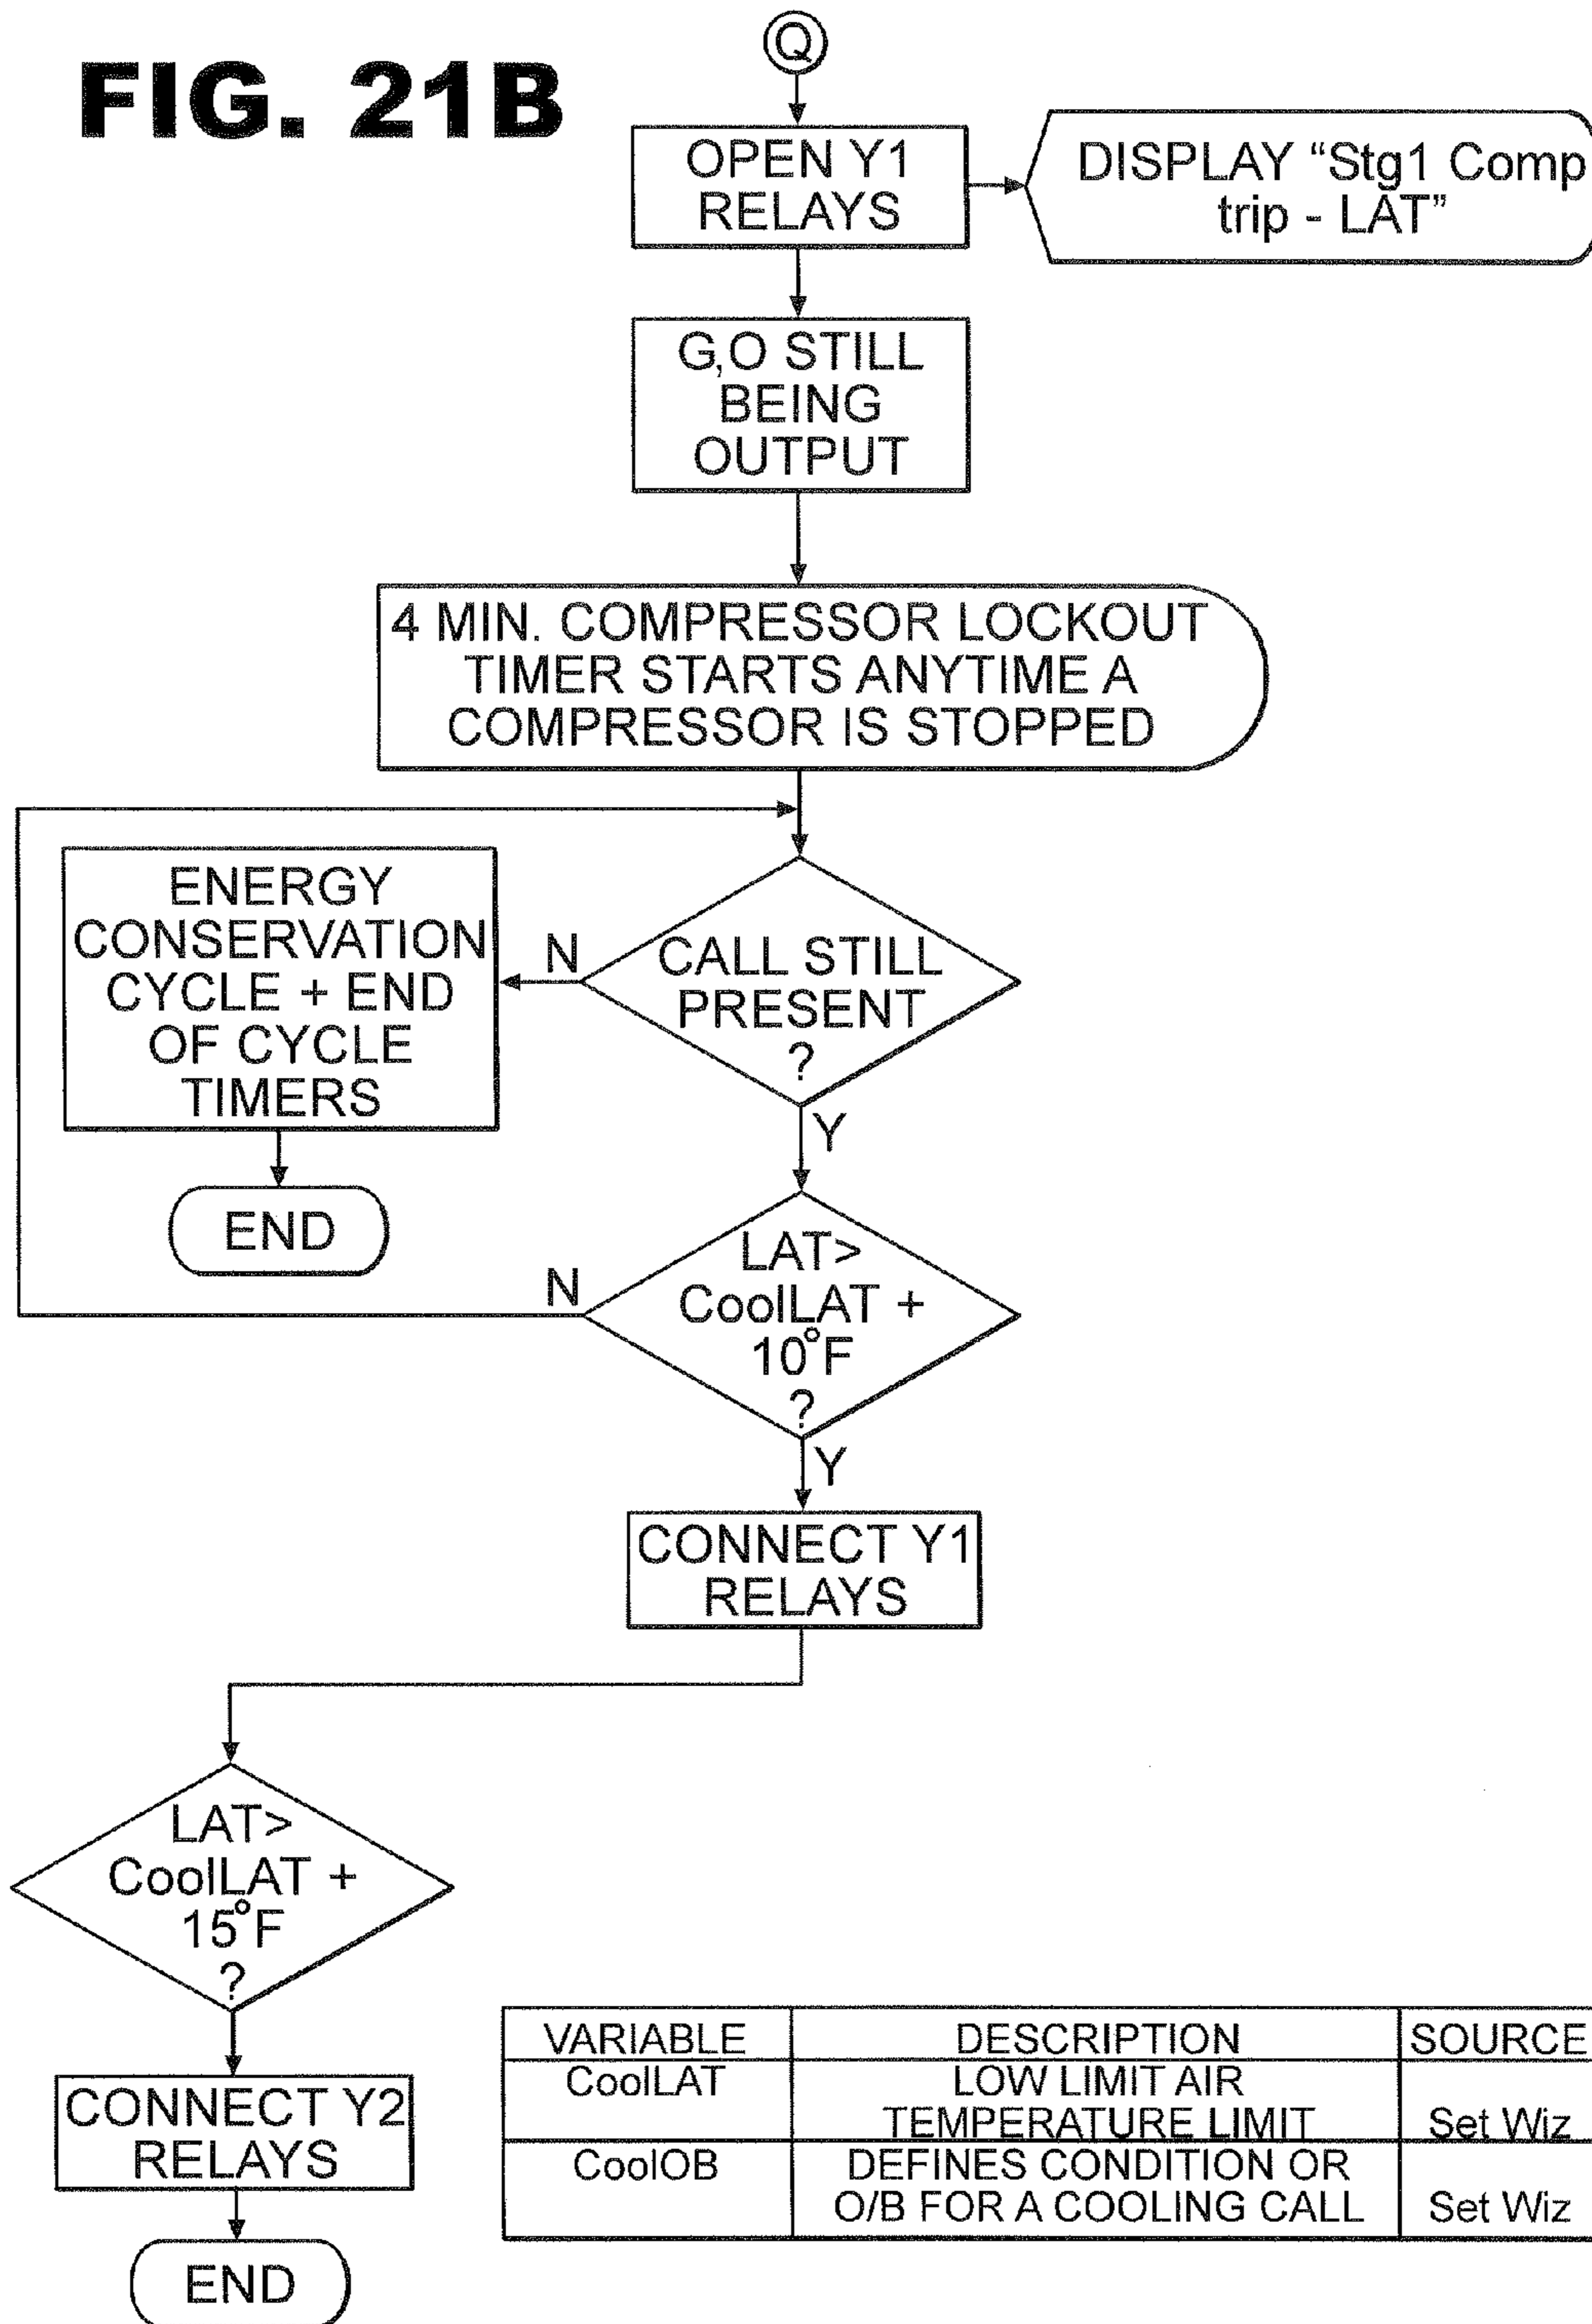 FIG. 21B
Q
OPEN Y1
RELAYS
DISPLAY “Stg1 Comp
trip - LAT”
G,O STILL
BEING
OUTPUT
4 MIN. COMPRESSOR LOCKOUT
TIMER STARTS ANYTIME A
COMPRESSOR IS STOPPED
ENERGY
CONSERVATION
CYCLE + END
OF CYCLE
TIMERS
N
CALL STILL
PRESENT
?
Y
END
N
LAT>
CoolLAT +
10°F
?
Y
CONNECT Y1
RELAYS
LAT>
CoolLAT +
15°F
?
CONNECT Y2
RELAYS
END
VARIABLE DESCRIPTION SOURCE
CoolLAT LOW LIMIT AIR
TEMPERATURE LIMIT Set Wiz
CoolOB DEFINES CONDITION OR
O/B FOR A COOLING CALL Set Wiz